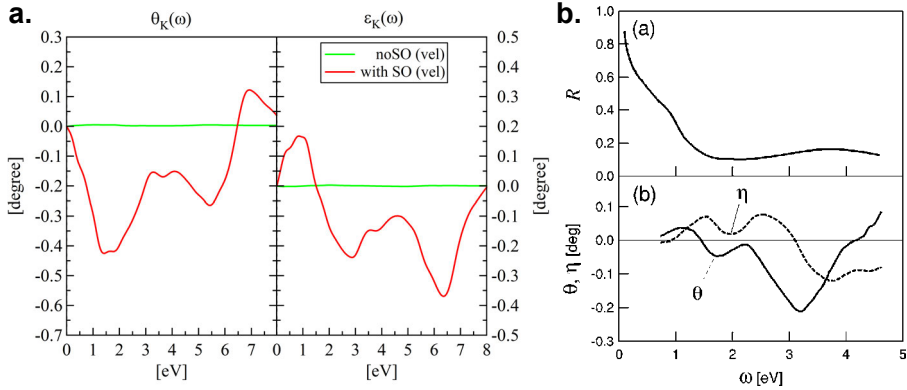 a.
θK(ω)
εK(ω)
0.3
0.2
0.1
0.0
-0.1
-0.2
-0.3
-0.4
-0.5
-0.6
-0.7
[degree]
noSO (vel)
with SO (vel)
0.5
0.4
0.3
0.2
0.1
0.0
-0.1
-0.2
-0.3
-0.4
-0.5
[degree]
0 1 2 3 4 5 6 7
0 1 2 3 4 5 6 7 8
[eV]
[eV]
b.
(a)
1.0
0.8
0.6
0.4
0.2
0.0
R
(b)
0.1
0.0
-0.1
-0.2
-0.3
θ, η [deg]
η
θ
0 1 2 3 4 5
ω [eV]